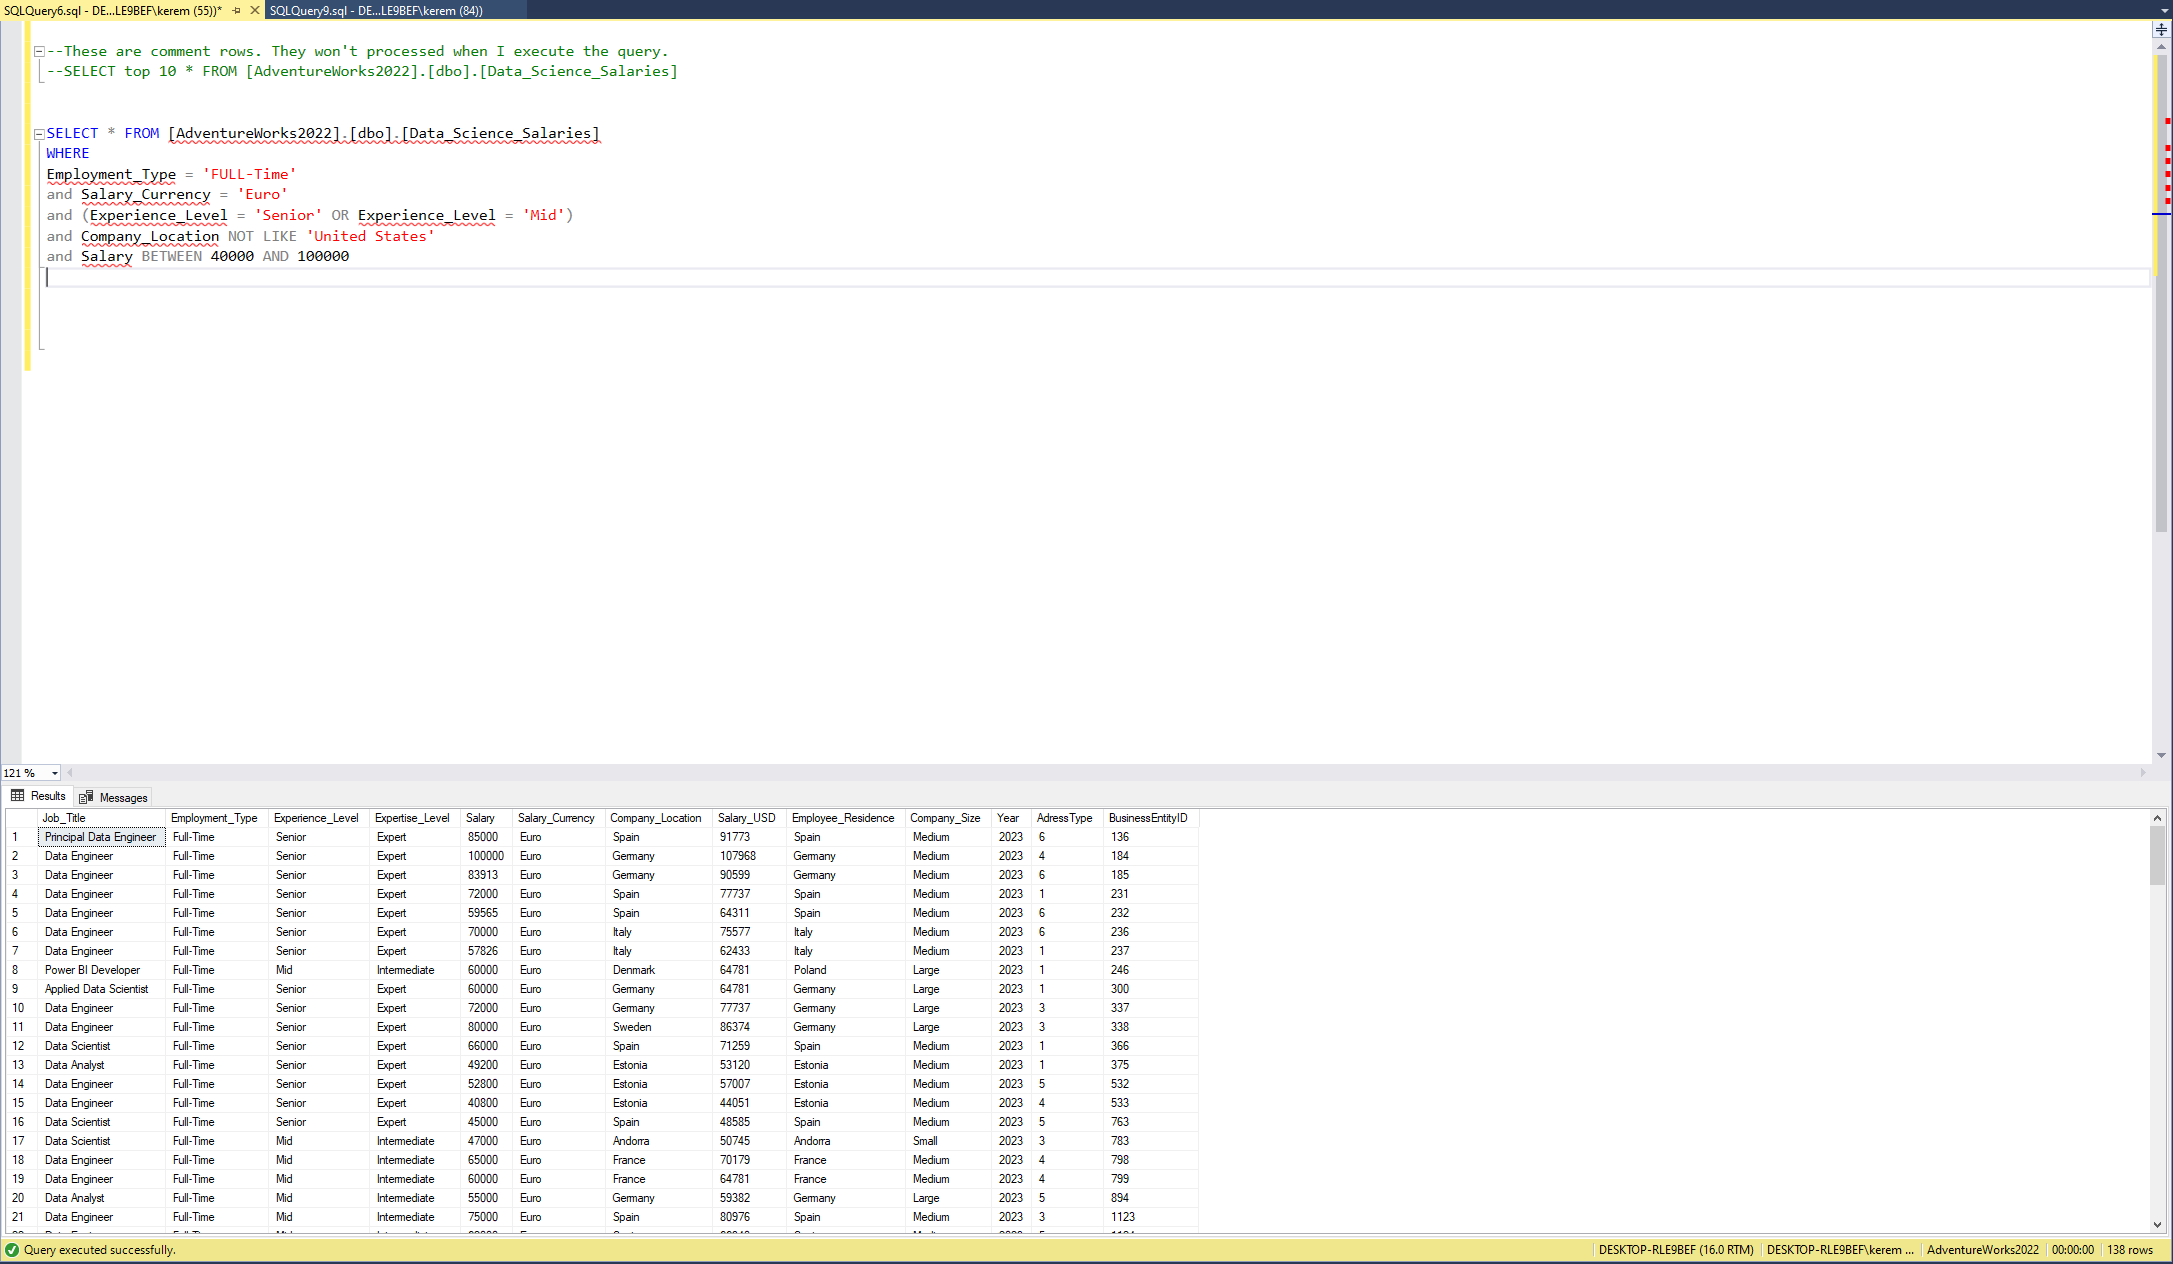 SQLQuery6.sql - DE...LE9BEF\kerem (55))* SQLQuery9.sql - DE...LE9BEF\kerem (84))
--These are comment rows. They won't processed when I execute the query.
--SELECT top 10 * FROM [AdventureWorks2022].[dbo].[Data_Science_Salaries]
SELECT * FROM [AdventureWorks2022].[dbo].[Data_Science_Salaries]
WHERE
Employment_Type = 'FULL-Time'
and Salary_Currency = 'Euro'
and (Experience_Level = 'Senior' OR Experience_Level = 'Mid')
and Company_Location NOT LIKE 'United States'
and Salary BETWEEN 40000 AND 100000
121 %
Results Messages
Job_Title Employment_Type Experience_Level Expertise_Level Salary Salary_Currency Company_Location Salary_USD Employee_Residence Company_Size Year AdressType BusinessEntityID
1 Principal Data Engineer Full-Time Senior Expert 85000 Euro Spain 91773 Spain Medium 2023 6 136
2 Data Engineer Full-Time Senior Expert 100000 Euro Germany 107968 Germany Medium 2023 4 184
3 Data Engineer Full-Time Senior Expert 83913 Euro Germany 90599 Germany Medium 2023 6 185
4 Data Engineer Full-Time Senior Expert 72000 Euro Spain 77737 Spain Medium 2023 1 231
5 Data Engineer Full-Time Senior Expert 59565 Euro Spain 64311 Spain Medium 2023 6 232
6 Data Engineer Full-Time Senior Expert 70000 Euro Italy 75577 Italy Medium 2023 6 236
7 Data Engineer Full-Time Senior Expert 57826 Euro Italy 62433 Italy Medium 2023 1 237
8 Power BI Developer Full-Time Mid Intermediate 60000 Euro Denmark 64781 Poland Large 2023 1 246
9 Applied Data Scientist Full-Time Senior Expert 60000 Euro Germany 64781 Germany Large 2023 1 300
10 Data Engineer Full-Time Senior Expert 72000 Euro Germany 77737 Germany Large 2023 3 337
11 Data Engineer Full-Time Senior Expert 80000 Euro Sweden 86374 Germany Large 2023 3 338
12 Data Scientist Full-Time Senior Expert 66000 Euro Spain 71259 Spain Medium 2023 1 366
13 Data Analyst Full-Time Senior Expert 49200 Euro Estonia 53120 Estonia Medium 2023 1 375
14 Data Engineer Full-Time Senior Expert 52800 Euro Estonia 57007 Estonia Medium 2023 5 532
15 Data Engineer Full-Time Senior Expert 40800 Euro Estonia 44051 Estonia Medium 2023 4 533
16 Data Scientist Full-Time Senior Expert 45000 Euro Spain 48585 Spain Medium 2023 5 763
17 Data Scientist Full-Time Mid Intermediate 47000 Euro Andorra 50745 Andorra Small 2023 3 783
18 Data Engineer Full-Time Mid Intermediate 65000 Euro France 70179 France Medium 2023 4 798
19 Data Engineer Full-Time Mid Intermediate 60000 Euro France 64781 France Medium 2023 4 799
20 Data Analyst Full-Time Mid Intermediate 55000 Euro Germany 59382 Germany Large 2023 5 894
21 Data Engineer Full-Time Mid Intermediate 75000 Euro Spain 80976 Spain Medium 2023 3 1123
Query executed successfully. DESKTOP-RLE9BEF (16.0 RTM) DESKTOP-RLE9BEF\kerem ... AdventureWorks2022 00:00:00 138 rows